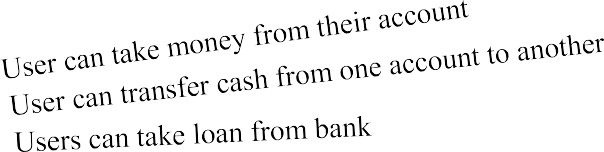 User can take money from their account
User can transfer cash from one account to another
Users can take loan from bank